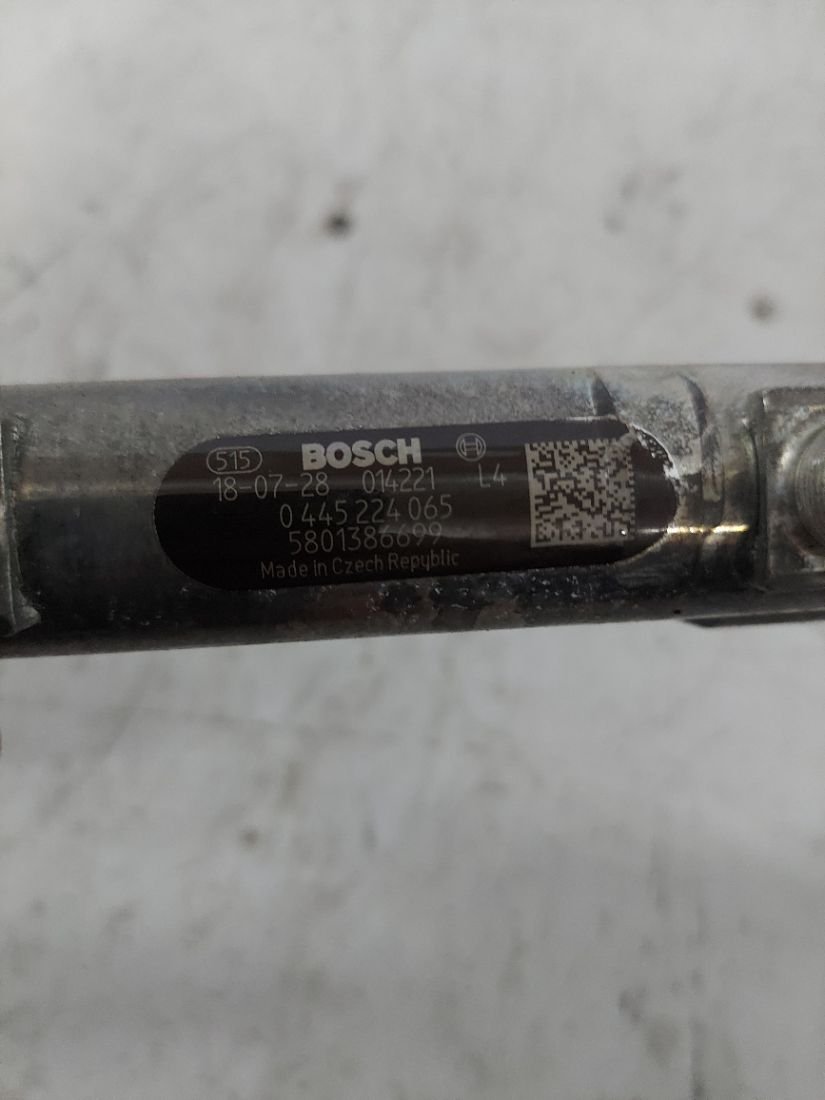 515 BOSCH
18-07-28 014221 L4
0 445 224 065
5801386699
Made in Czech Republic